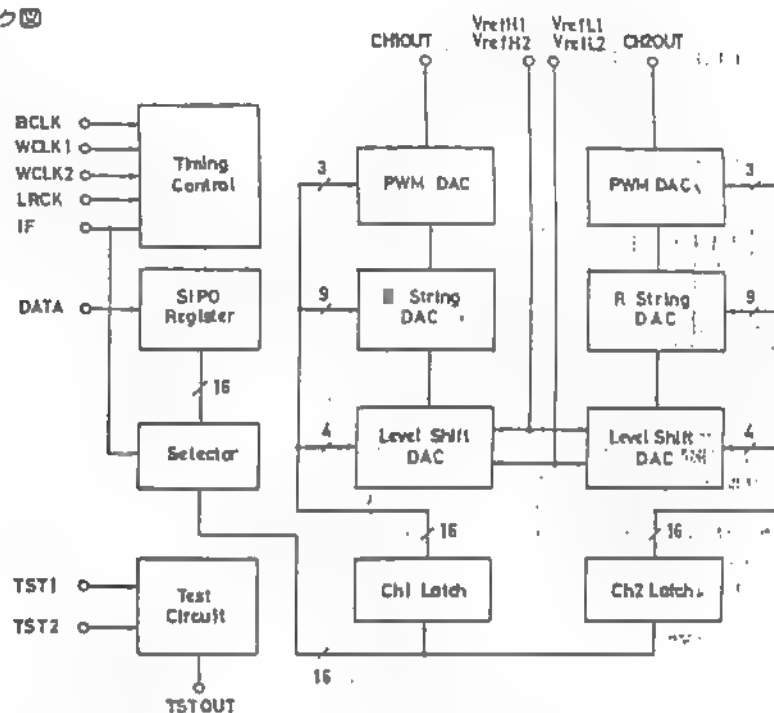 ク図
CH1OUT
VrefH1
VrefH2
VrefL1
VrefL2
CH2OUT
BCLK
WCLK1
WCLK2
LRCK
IF
Timing
Control
3
PWM DAC
PWM DAC
3
DATA
SIPO
Register
9
String
DAC
R String
DAC
9
16
Selector
4
Level Shift
DAC
Level Shift
DAC
4
16
16
TST1
TST2
Test
Circuit
Ch1 Latch
Ch2 Latch
16
TSTOUT